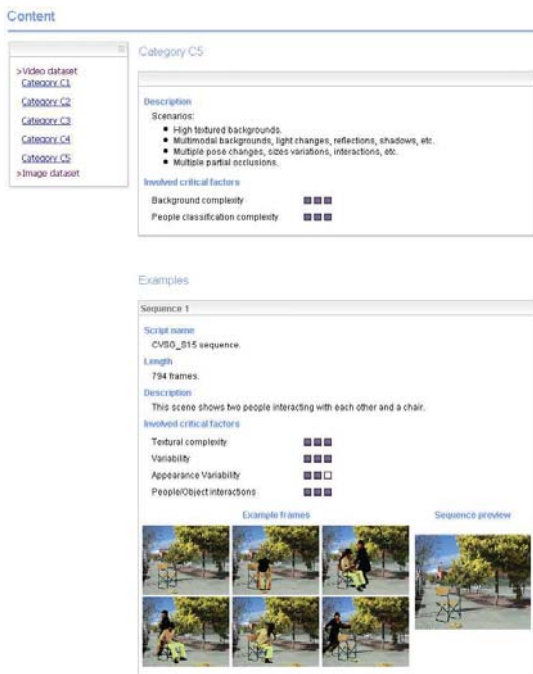 Content
>Video dataset
Category C1
Category C2
Category C3
Category C4
Category C5
>Image dataset
Category C5
Description
Scenarios:
High textured backgrounds.
Multimodal backgrounds, light changes, reflections, shadows, etc.
Multiple pose changes, sizes variations, interactions, etc.
Multiple partial occlusions.
Involved critical factors
Background complexity
People classification complexity
Examples
Sequence 1
Script name
CVSG_S15 sequence.
Length
794 frames.
Description
This scene shows two people interacting with each other and a chair.
Involved critical factors
Textural complexity
Variability
Appearance Variability
People/Object interactions
Example frames
Sequence preview